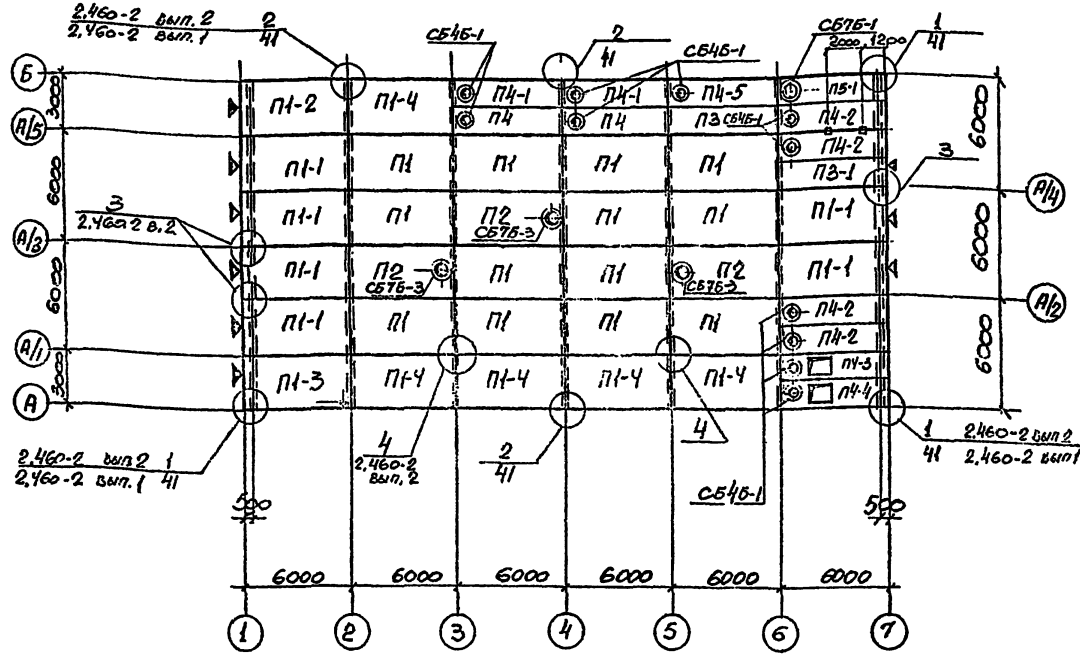 2.460-2 вып. 2 2
2.460-2 вып. 1 41
СБ4Б-1
2
41
СБ4Б-1
СБ7Б-1
2000 1200
1
41
Б
3000
А/5
6000
А/3
6000
А/1
3000
А
П1-2 П1-4 П4-1 П4-1 П4-5 П5-1
П4 П4 П3 СБ4Б-1 П4-2
П4-2
П1-1 П1 П1 П1 П1 П3-1
3
6000
А/4
3
2.460-2 В.2
П1-1 П1 П1 П2 П1 П1-1
СБ7Б-3
6000
П1-1 П2 П1 П1 П2 П1-1
СБ7Б-3 СБ7Б-3
А/2
П1-1 П1 П1 П1 П1 П4-2
П4-2
6000
П1-3 П1-4 П1-4 П1-4 П1-4 П4-3
П4-4
2.460-2 вып 2 1
2.460-2 вып. 1 41
4
2.460-2
вып. 2
2
41
4
СБ4Б-1
1 2.460-2 вып 2
41 2.460-2 вып 1
500 500
6000 6000 6000 6000 6000 6000
1 2 3 4 5 6 7